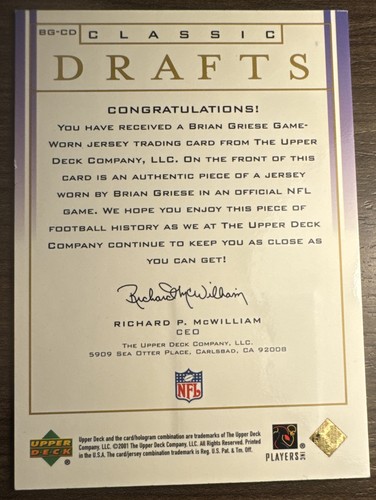 BG-CD
CLASSIC
DRAFTS
CONGRATULATIONS!
YOU HAVE RECEIVED A BRIAN GRIESE GAME-
WORN JERSEY TRADING CARD FROM THE UPPER
DECK COMPANY, LLC. ON THE FRONT OF THIS
CARD IS AN AUTHENTIC PIECE OF A JERSEY
WORN BY BRIAN GRIESE IN AN OFFICIAL NFL
GAME. WE HOPE YOU ENJOY THIS PIECE OF
FOOTBALL HISTORY AS WE AT THE UPPER DECK
COMPANY CONTINUE TO KEEP YOU AS CLOSE AS
YOU CAN GET!
Richard P. McWilliam
RICHARD P. MCWILLIAM
CEO
THE UPPER DECK COMPANY, LLC.
5909 SEA OTTER PLACE, CARLSBAD, CA 92008
NFL
UPPER DECK ®
Upper Deck and the card/hologram combination are trademarks of The Upper Deck
Company, LLC. ©2001 The Upper Deck Company, LLC. All Rights Reserved. Printed
in the U.S.A. The card/jersey combination trademark is Reg. U.S. Pat. & Tm. Off.
PLAYERS INC